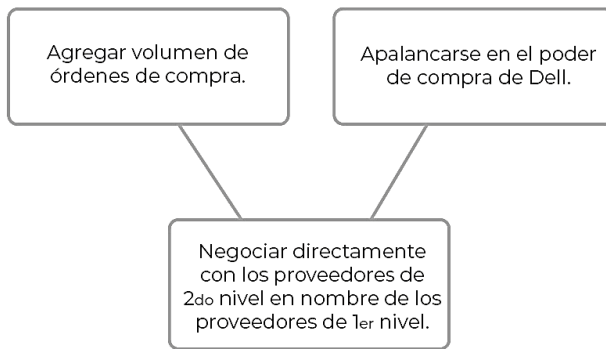 Agregar volumen de
órdenes de compra.
Apalancarse en el poder
de compra de Dell.
Negociar directamente
con los proveedores de
2do nivel en nombre de los
proveedores de 1er nivel.